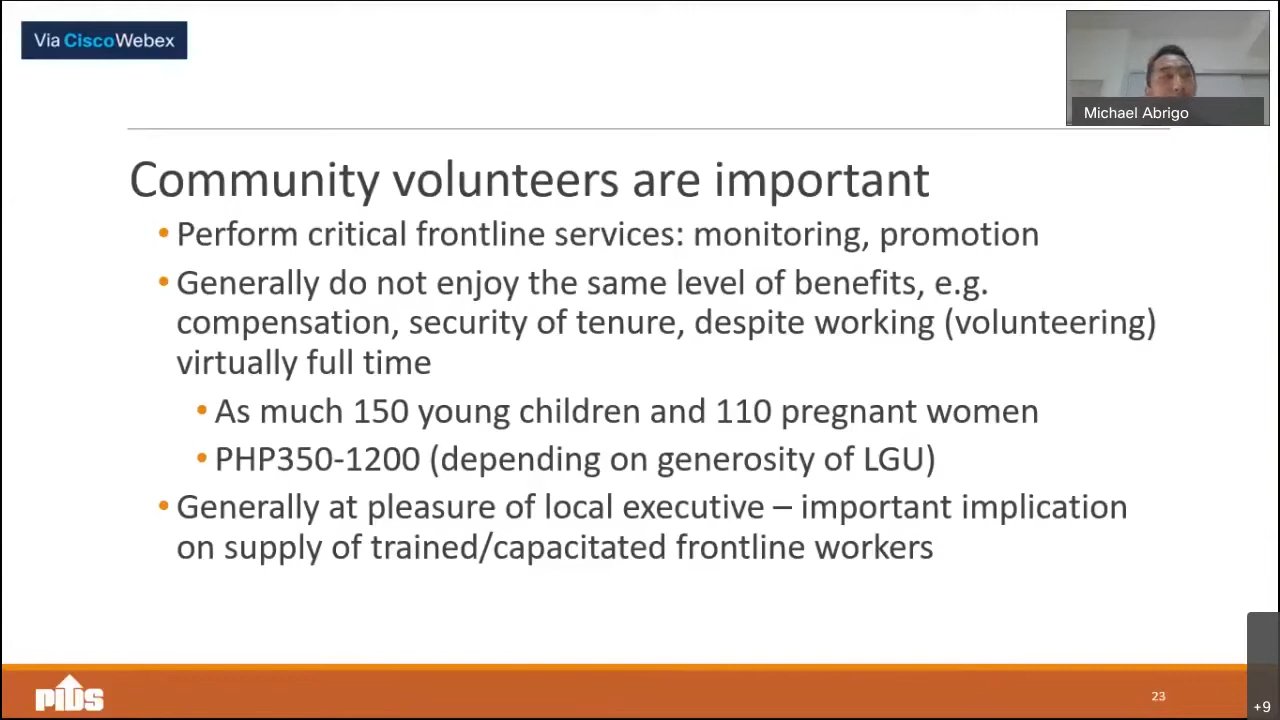 Via CiscoWebex
Michael Abrigo
Community volunteers are important
•Perform critical frontline services: monitoring, promotion
•Generally do not enjoy the same level of benefits, e.g.
compensation, security of tenure, despite working (volunteering)
virtually full time
•As much 150 young children and 110 pregnant women
•PHP350-1200 (depending on generosity of LGU)
•Generally at pleasure of local executive – important implication
on supply of trained/capacitated frontline workers
PIDS
23
+9